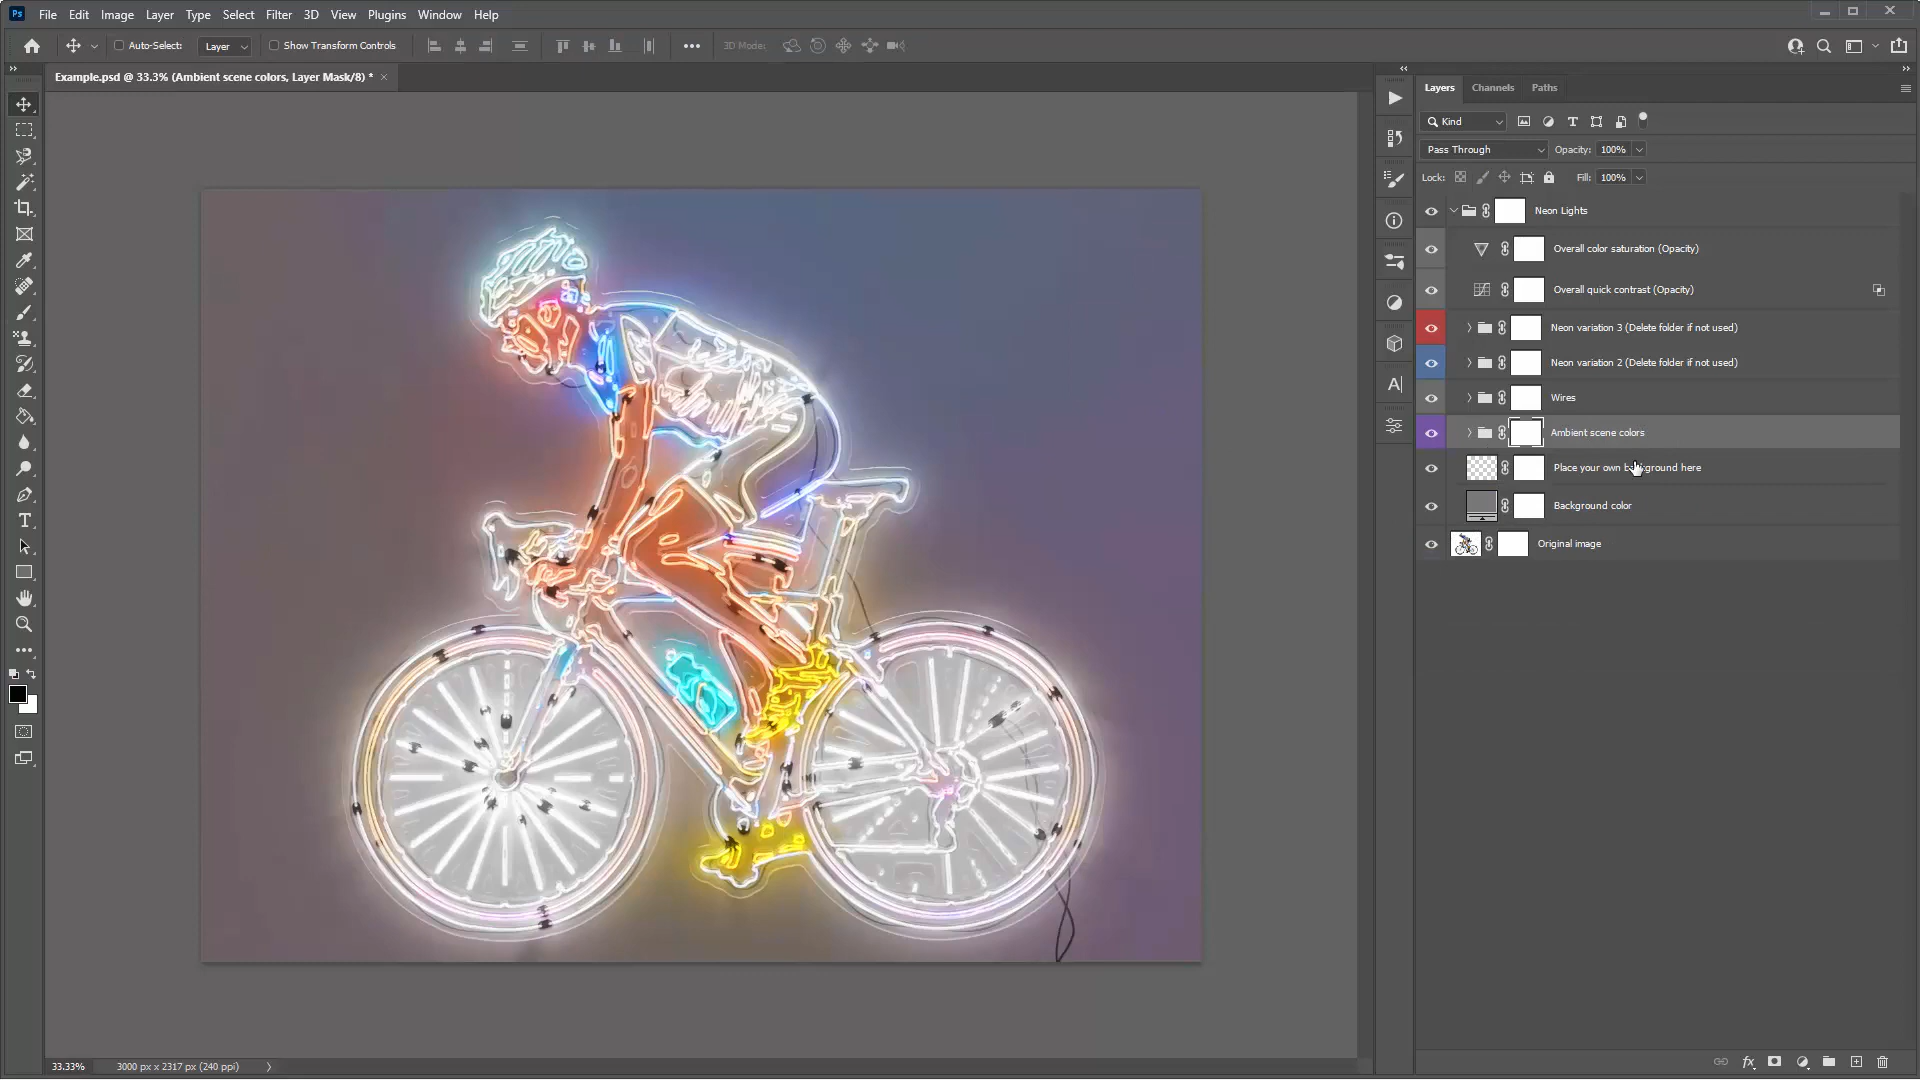 Ps File Edit Image Layer Type Select Filter 3D View Plugins Window Help
Auto-Select: Layer Show Transform Controls 3D Mode:
Example.psd @ 33.3% (Ambient scene colors, Layer Mask/8) *
Layers Channels Paths
Kind
Pass Through Opacity: 100%
Lock: Fill: 100%
Neon Lights
Overall color saturation (Opacity)
Overall quick contrast (Opacity)
Neon variation 3 (Delete folder if not used)
Neon variation 2 (Delete folder if not used)
Wires
Ambient scene colors
Place your own background here
Background color
Original image
33.33% 3000 px x 2317 px (240 ppi)